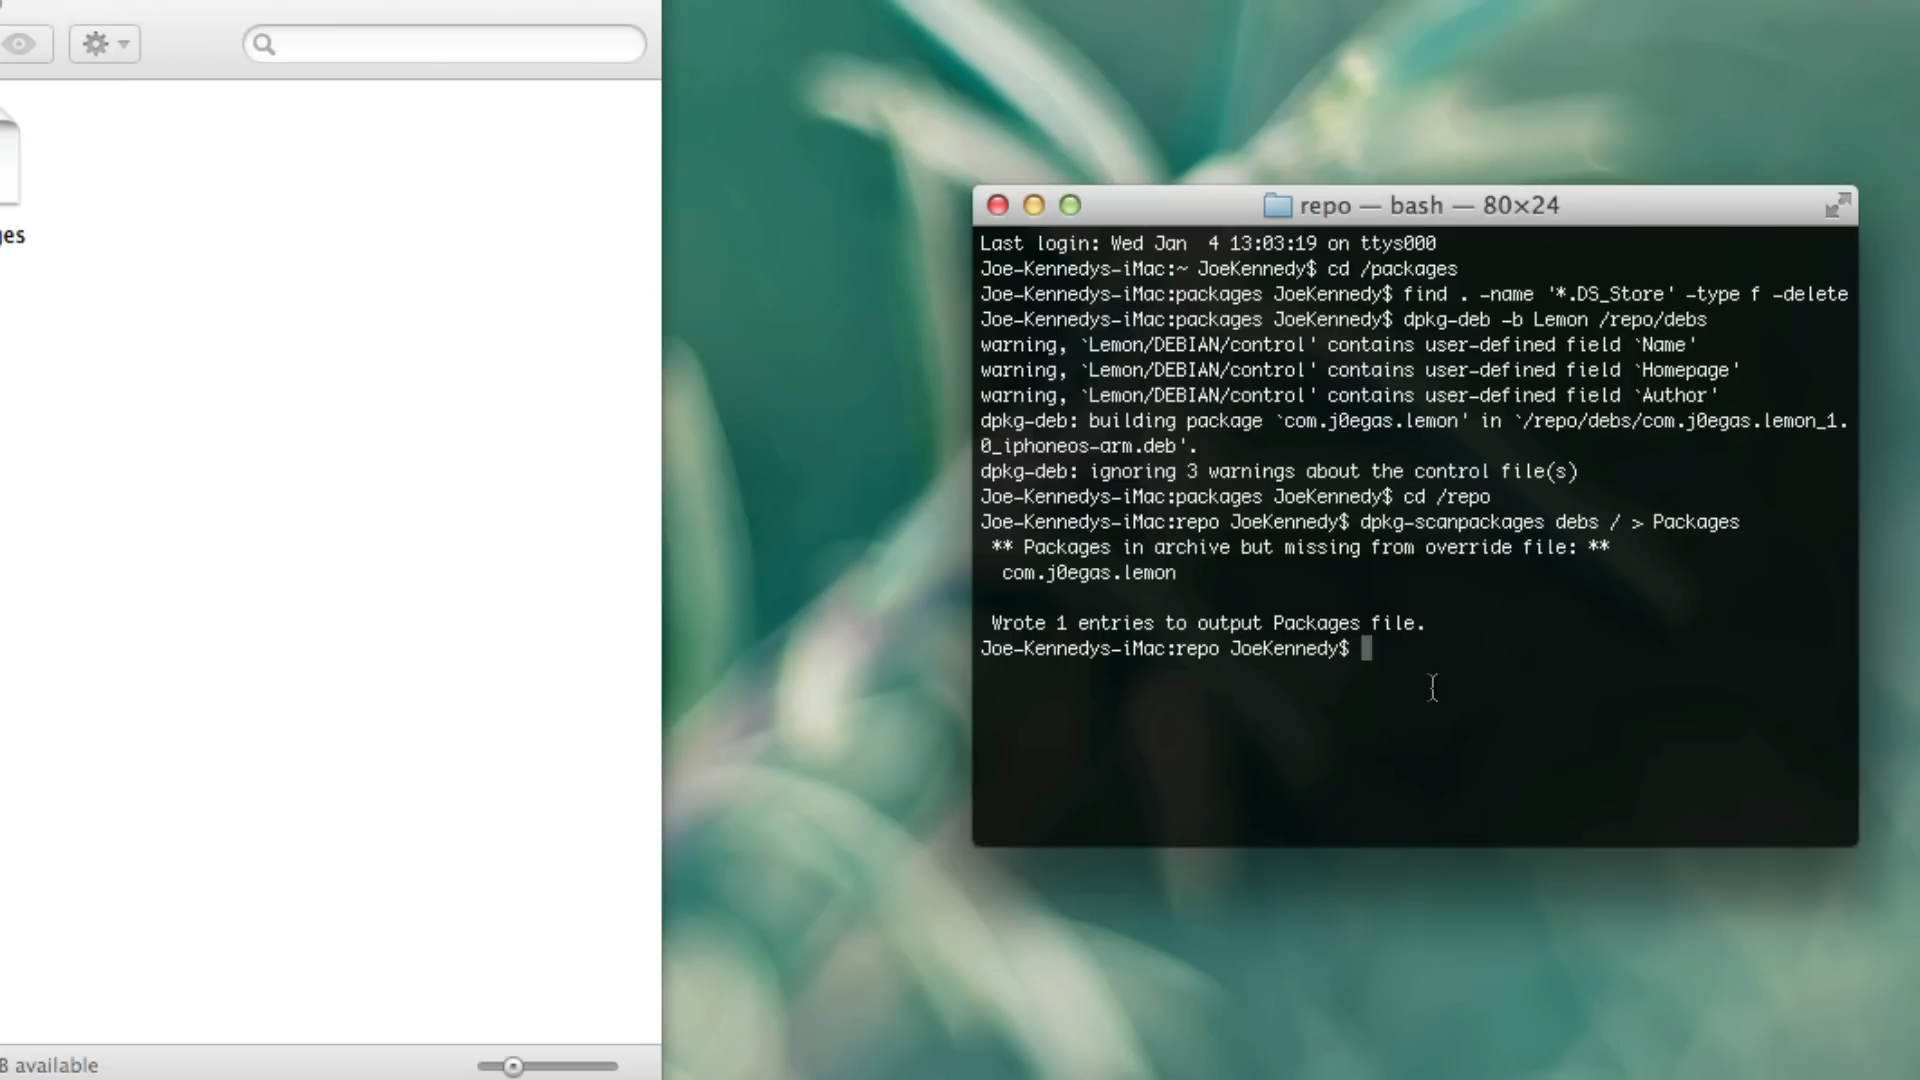 ges
B available
repo — bash — 80×24
Last login: Wed Jan  4 13:03:19 on ttys000
Joe-Kennedys-iMac:~ JoeKennedy$ cd /packages
Joe-Kennedys-iMac:packages JoeKennedy$ find . -name '*.DS_Store' -type f -delete
Joe-Kennedys-iMac:packages JoeKennedy$ dpkg-deb -b Lemon /repo/debs
warning, `Lemon/DEBIAN/control' contains user-defined field `Name'
warning, `Lemon/DEBIAN/control' contains user-defined field `Homepage'
warning, `Lemon/DEBIAN/control' contains user-defined field `Author'
dpkg-deb: building package `com.j0egas.lemon' in `/repo/debs/com.j0egas.lemon_1.
0_iphoneos-arm.deb'.
dpkg-deb: ignoring 3 warnings about the control file(s)
Joe-Kennedys-iMac:packages JoeKennedy$ cd /repo
Joe-Kennedys-iMac:repo JoeKennedy$ dpkg-scanpackages debs / > Packages
** Packages in archive but missing from override file: **
com.j0egas.lemon
Wrote 1 entries to output Packages file.
Joe-Kennedys-iMac:repo JoeKennedy$